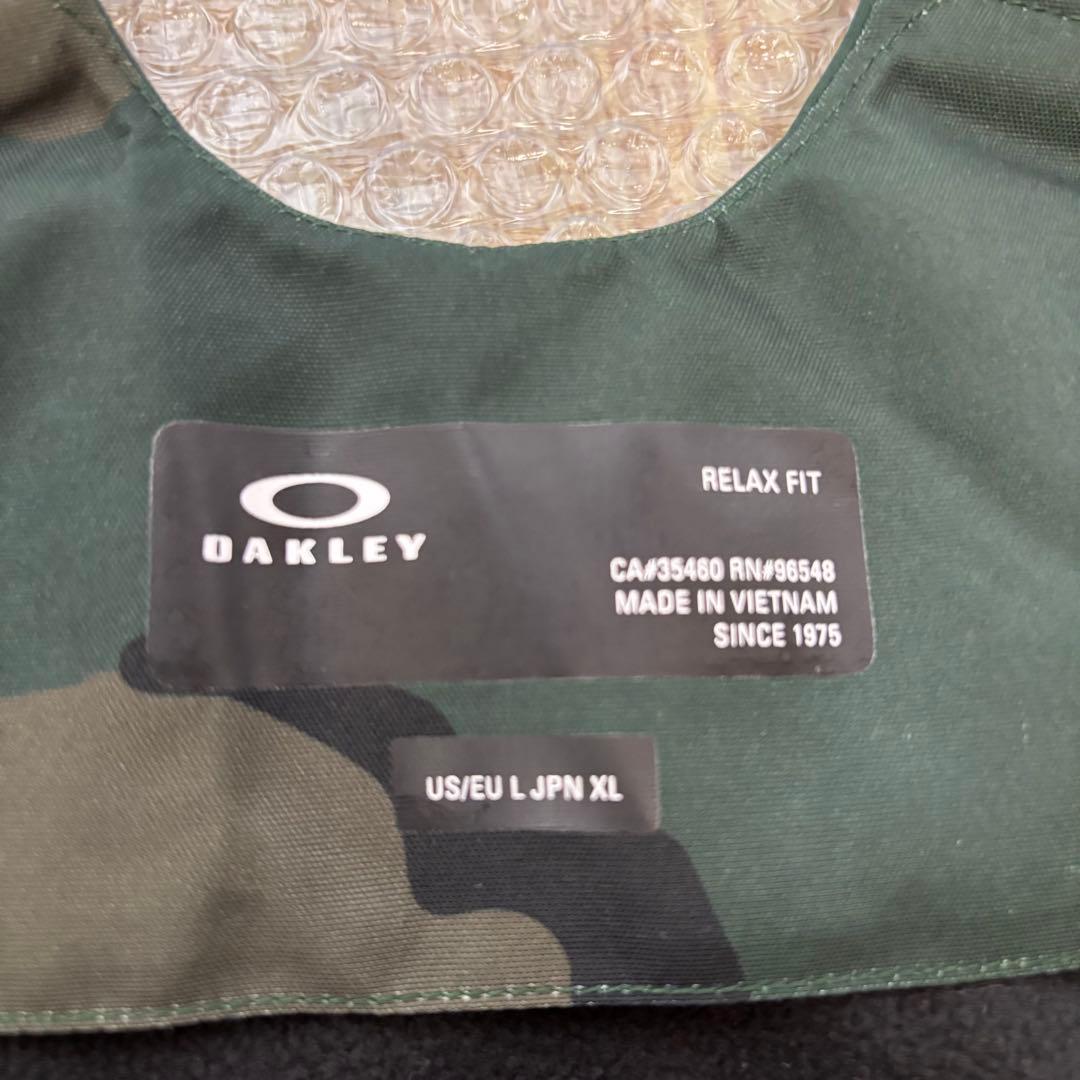 OAKLEY
RELAX FIT
CA#35460 RN#96548
MADE IN VIETNAM
SINCE 1975
US/EU L JPN XL